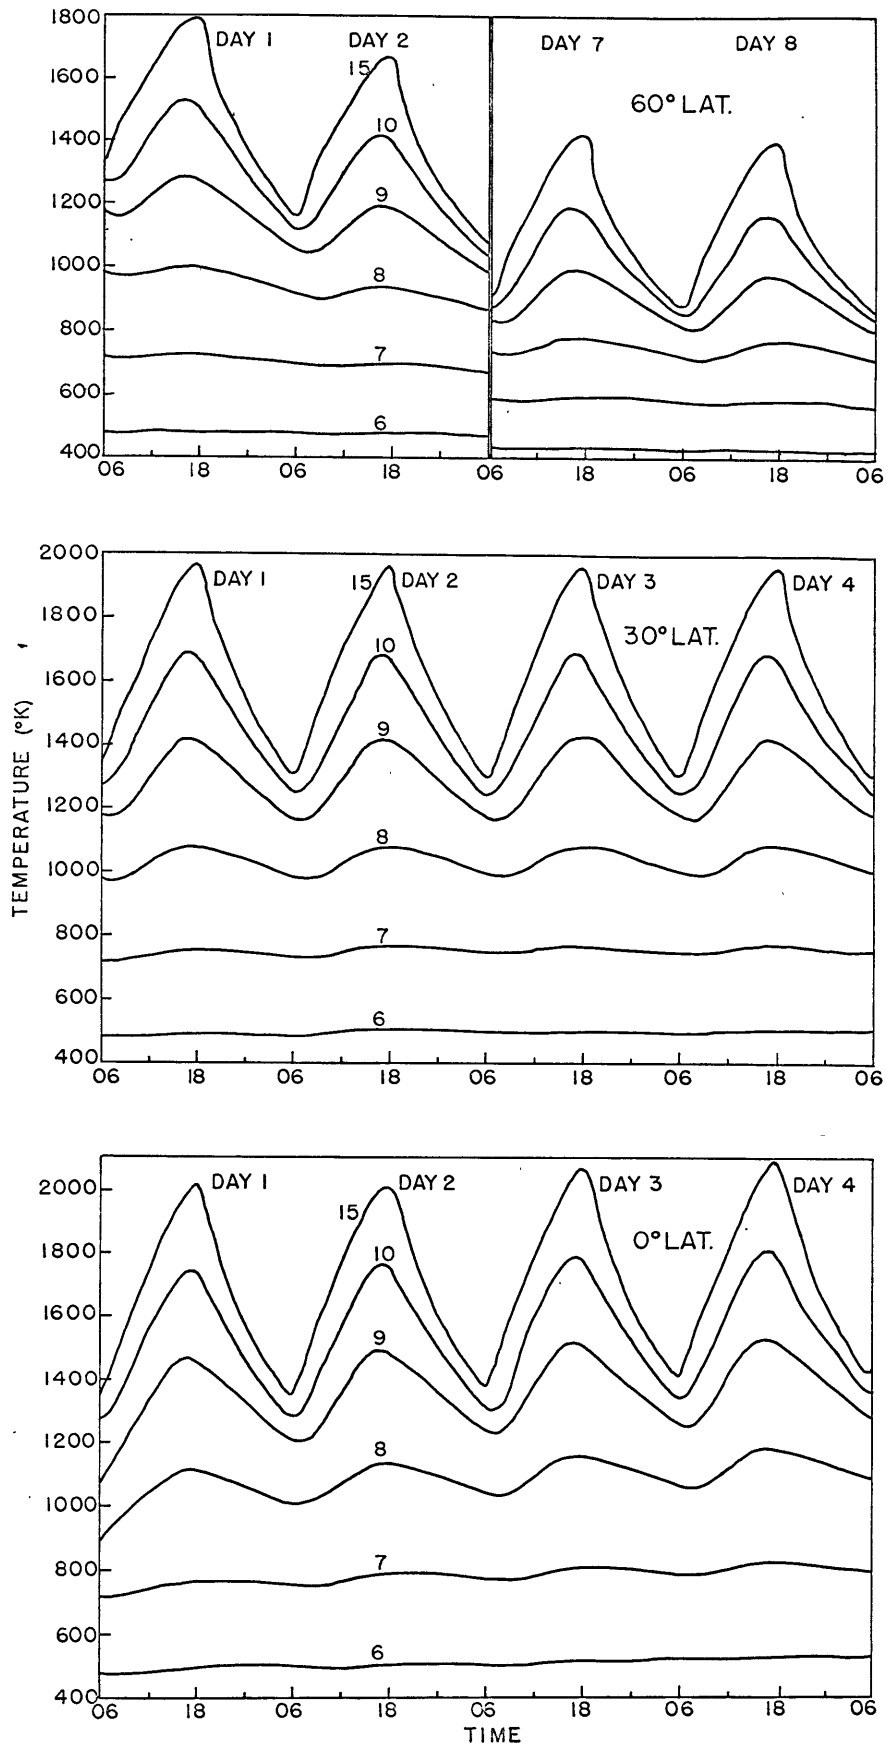 1800
DAY 1 DAY 2 DAY 7 DAY 8
1600 15
60° LAT.
1400 10
1200 9
1000 8
800 7
600 6
400
06 18 06 18 06 18 06 18 06
2000
DAY 1 15 DAY 2 DAY 3 DAY 4
1800
30° LAT.
1600 10
1400 9
1200
1000 8
800 7
600 6
400
06 18 06 18 06 18 06 18 06
TEMPERATURE (°K)
2000 DAY 1 DAY 2 DAY 3 DAY 4
15
0° LAT.
1800 10
1600
1400 9
1200 8
1000
800 7
600 6
400
06 18 06 18 06 18 06 18 06
TIME